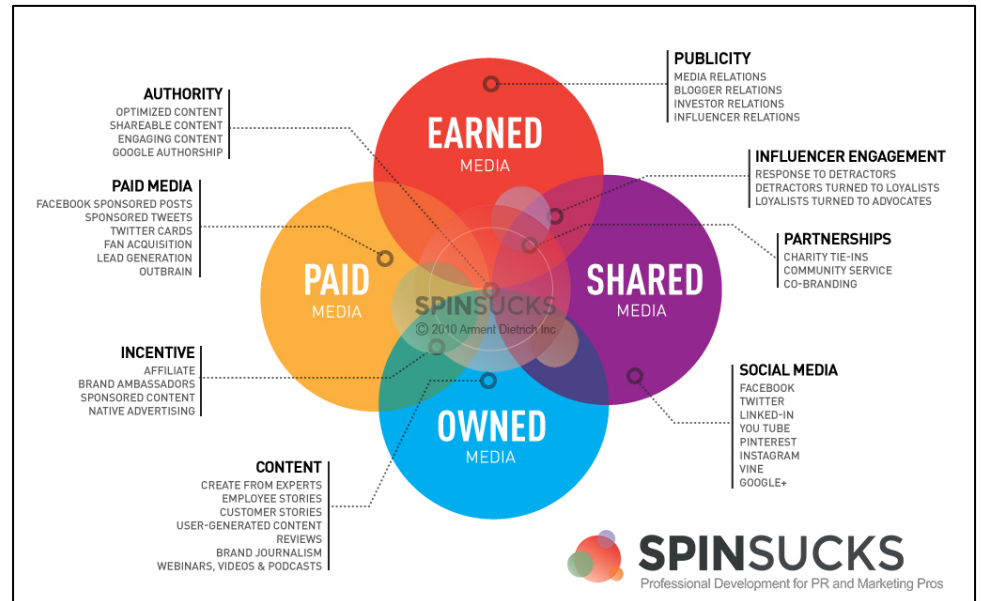 EARNED
MEDIA
PUBLICITY
MEDIA RELATIONS
BLOGGER RELATIONS
INVESTOR RELATIONS
INFLUENCER RELATIONS
AUTHORITY
OPTIMIZED CONTENT
SHAREABLE CONTENT
ENGAGING CONTENT
GOOGLE AUTHORSHIP
INFLUENCER ENGAGEMENT
RESPONSE TO DETRACTORS
DETRACTORS TURNED TO LOYALISTS
LOYALISTS TURNED TO ADVOCATES
PAID MEDIA
FACEBOOK SPONSORED POSTS
SPONSORED TWEETS
TWITTER CARDS
FAN ACQUISITION
LEAD GENERATION
OUTBRAIN
PARTNERSHIPS
CHARITY TIE-INS
COMMUNITY SERVICE
CO-BRANDING
PAID
MEDIA
SPINSUCKS
© 2010 Arment Dietrich Inc
SHARED
MEDIA
INCENTIVE
AFFILIATE
BRAND AMBASSADORS
SPONSORED CONTENT
NATIVE ADVERTISING
SOCIAL MEDIA
FACEBOOK
TWITTER
LINKED-IN
YOU TUBE
PINTEREST
INSTAGRAM
VINE
GOOGLE+
OWNED
MEDIA
CONTENT
CREATE FROM EXPERTS
EMPLOYEE STORIES
CUSTOMER STORIES
USER-GENERATED CONTENT
REVIEWS
BRAND JOURNALISM
WEBINARS, VIDEOS & PODCASTS
SPINSUCKS
Professional Development for PR and Marketing Pros